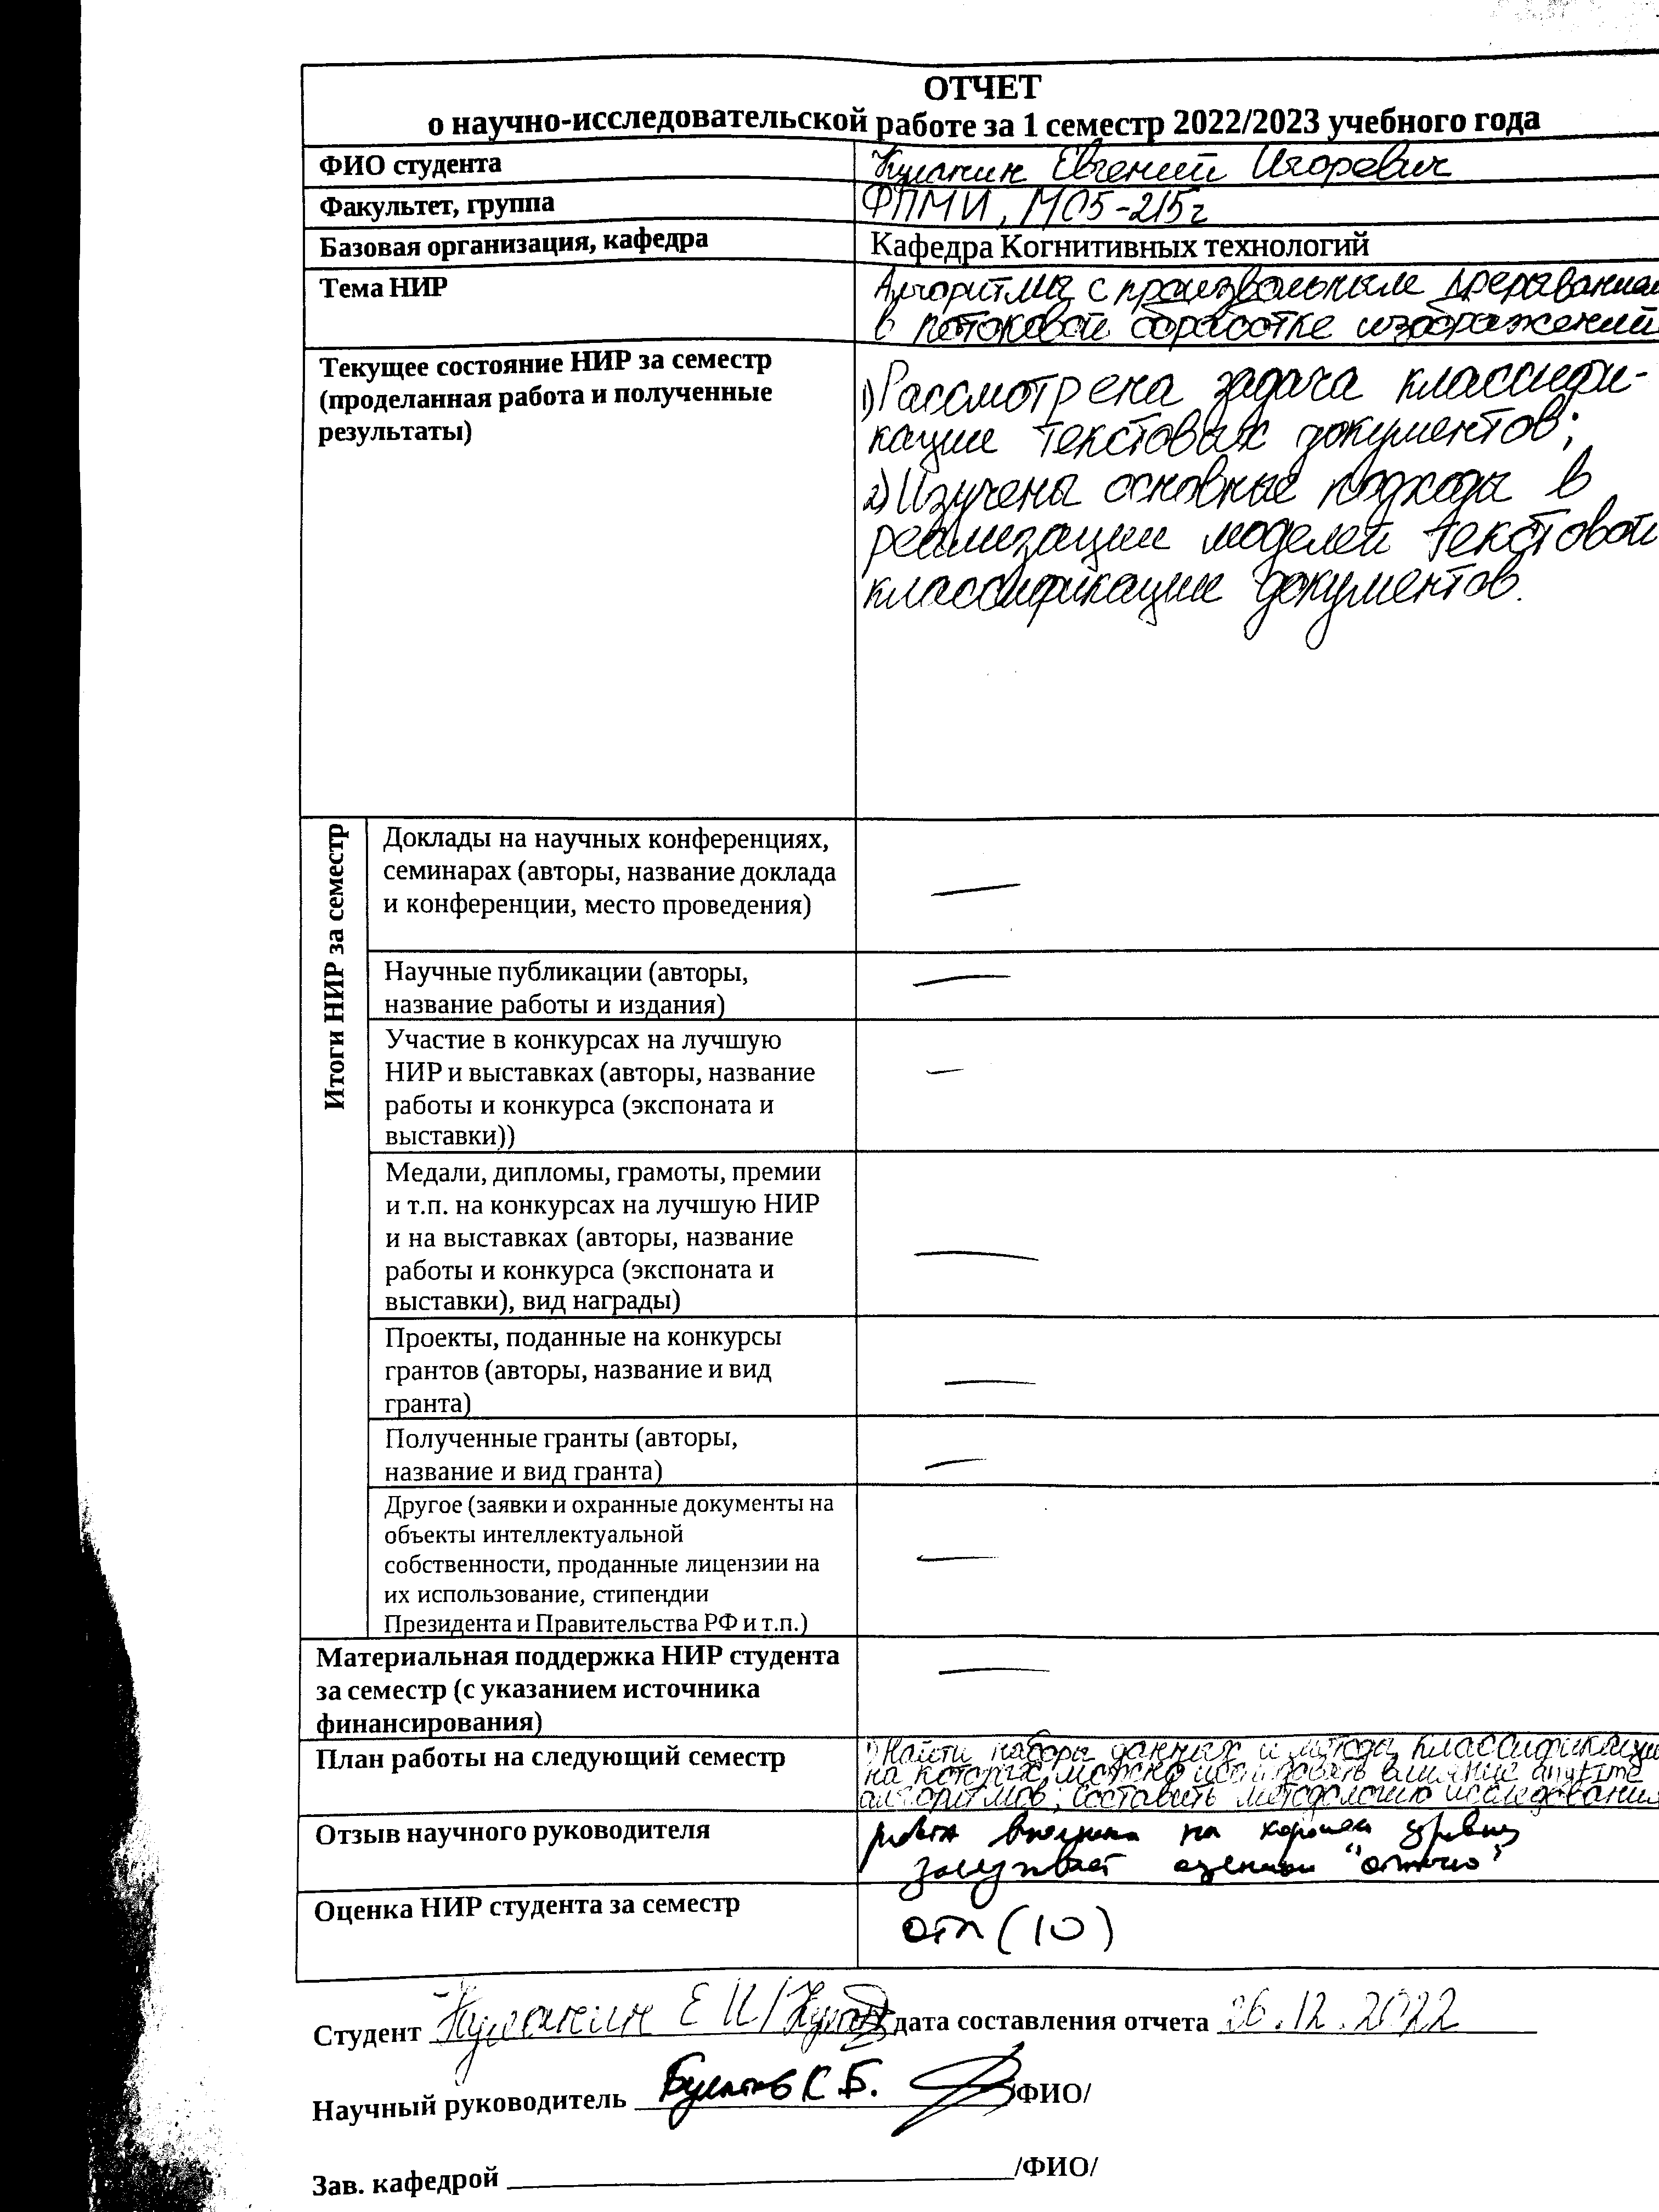 ОТЧЕТ
о научно-исследовательской работе за 1 семестр 2022/2023 учебного года
ФИО студента
Кулакин Евгений Игоревич
Факультет, группа
ФПМИ, М05-215г
Базовая организация, кафедра
Кафедра Когнитивных технологий
Тема НИР
Алгоритмы с произвольным прерыванием
в потоковой обработке изображений
Текущее состояние НИР за семестр
(проделанная работа и полученные
результаты)
1) Рассмотрена задача классифи-
кации текстовых документов;
2) Изучены основные подходы в
реализации моделей текстовой
классификации документов.
Итоги НИР за семестр
Доклады на научных конференциях,
семинарах (авторы, название доклада
и конференции, место проведения)
—
Научные публикации (авторы,
название работы и издания)
—
Участие в конкурсах на лучшую
НИР и выставках (авторы, название
работы и конкурса (экспоната и
выставки))
—
Медали, дипломы, грамоты, премии
и т.п. на конкурсах на лучшую НИР
и на выставках (авторы, название
работы и конкурса (экспоната и
выставки), вид награды)
—
Проекты, поданные на конкурсы
грантов (авторы, название и вид
гранта)
—
Полученные гранты (авторы,
название и вид гранта)
—
Другое (заявки и охранные документы на
объекты интеллектуальной
собственности, проданные лицензии на
их использование, стипендии
Президента и Правительства РФ и т.п.)
—
Материальная поддержка НИР студента
за семестр (с указанием источника
финансирования)
—
План работы на следующий семестр
1) Найти наборы данных и методы классификации
на которых можно влияние anytime
алгоритмов; составить методологию исследования
Отзыв научного руководителя
работа выполнена на хорошем уровне
заслуживает оценки "отлично"
Оценка НИР студента за семестр
отл (10)
Студент Кулакин Е И / дата составления отчета 26.12.2022
Научный руководитель Булатов К.Б. /ФИО/
Зав. кафедрой /ФИО/